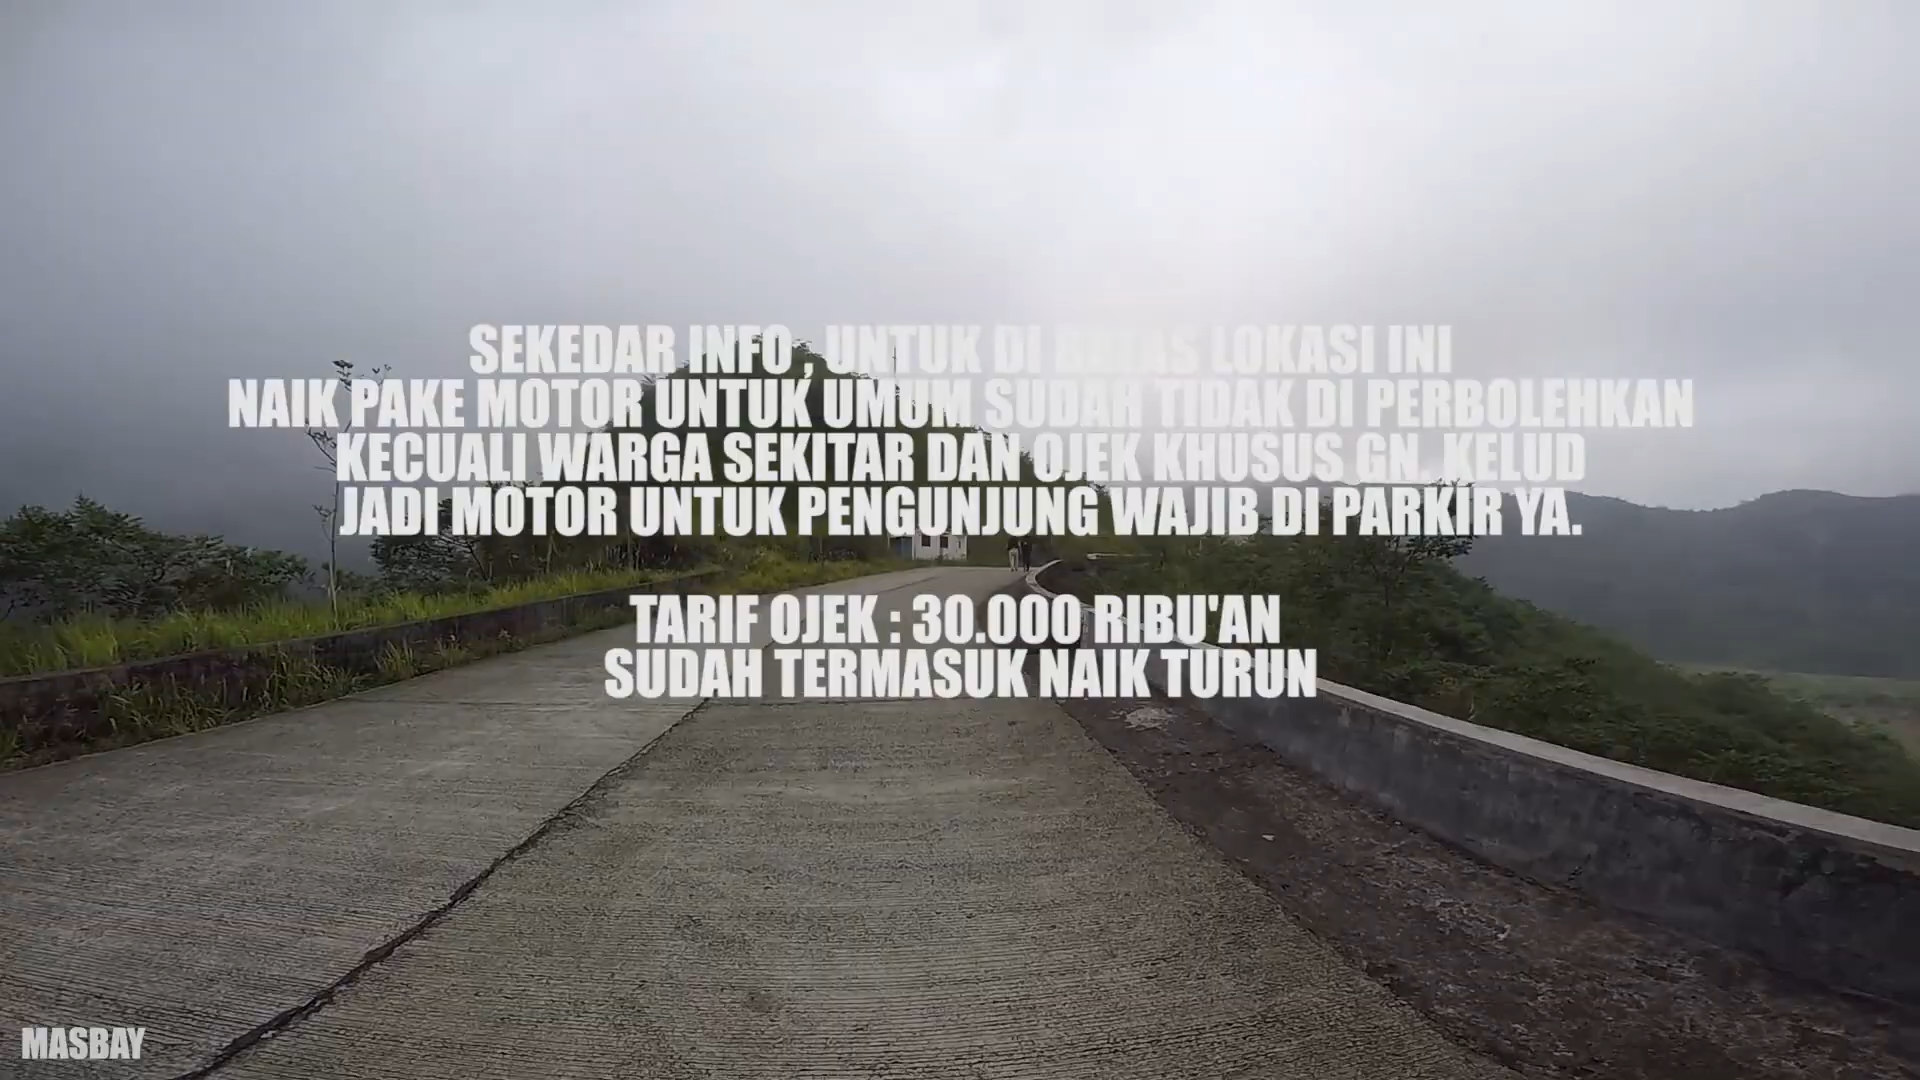 SEKEDAR INFO , UNTUK DI ATAS LOKASI INI
NAIK PAKE MOTOR UNTUK UMUM SUDAH TIDAK DI PERBOLEHKAN
KECUALI WARGA SEKITAR DAN OJEK KHUSUS GN. KELUD
JADI MOTOR UNTUK PENGUNJUNG WAJIB DI PARKIR YA.
TARIF OJEK : 30.000 RIBU'AN
SUDAH TERMASUK NAIK TURUN
MASBAY